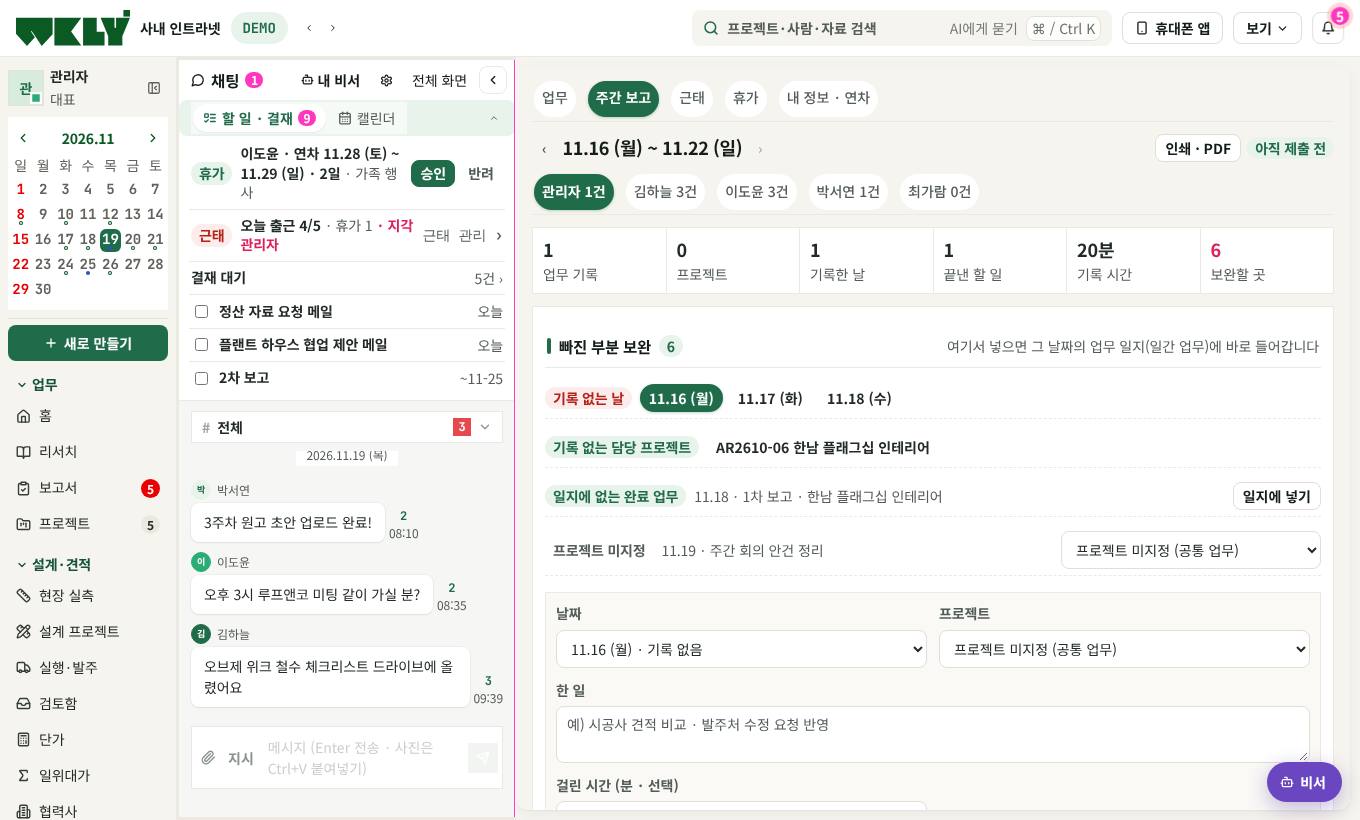 WKLY 사내 인트라넷 DEMO ‹ ›
프로젝트·사람·자료 검색 AI에게 묻기 ⌘ / Ctrl K 휴대폰 앱 보기 5
관 관리자
대표
2026.11
일 월 화 수 목 금 토
1 2 3 4 5 6 7
8 9 10 11 12 13 14
15 16 17 18 19 20 21
22 23 24 25 26 27 28
29 30
+ 새로 만들기
업무
홈
리서치
보고서 5
프로젝트 5
설계·견적
현장 실측
설계 프로젝트
실행·발주
검토함
단가
일위대가
협력사
채팅 1 내 비서 전체 화면
할 일 · 결재 9 캘린더
휴가 이도윤 · 연차 11.28 (토) ~
11.29 (일) · 2일 · 가족 행
사
승인 반려
근태 오늘 출근 4/5 · 휴가 1 · 지각
관리자
근태 관리 ›
결재 대기 5건 ›
정산 자료 요청 메일 오늘
플랜트 하우스 협업 제안 메일 오늘
2차 보고 ~11-25
# 전체 3
2026.11.19 (목)
박 박서연
3주차 원고 초안 업로드 완료! 2
08:10
이 이도윤
오후 3시 루프앤코 미팅 같이 가실 분? 2
08:35
김 김하늘
오브제 위크 철수 체크리스트 드라이브에 올
렸어요
3
09:39
지시 메시지 (Enter 전송 · 사진은
Ctrl+V 붙여넣기)
업무 주간 보고 근태 휴가 내 정보 · 연차
‹ 11.16 (월) ~ 11.22 (일) › 인쇄 · PDF 아직 제출 전
관리자 1건 김하늘 3건 이도윤 3건 박서연 1건 최가람 0건
1 0 1 1 20분 6
업무 기록 프로젝트 기록한 날 끝낸 할 일 기록 시간 보완할 곳
빠진 부분 보완 6 여기서 넣으면 그 날짜의 업무 일지(일간 업무)에 바로 들어갑니다
기록 없는 날 11.16 (월) 11.17 (화) 11.18 (수)
기록 없는 담당 프로젝트 AR2610-06 한남 플래그십 인테리어
일지에 없는 완료 업무 11.18 · 1차 보고 · 한남 플래그십 인테리어 일지에 넣기
프로젝트 미지정 11.19 · 주간 회의 안건 정리 프로젝트 미지정 (공통 업무)
날짜 프로젝트
11.16 (월) · 기록 없음 프로젝트 미지정 (공통 업무)
한 일
예) 시공사 견적 비교 · 발주처 수정 요청 반영
걸린 시간 (분 · 선택)
비서